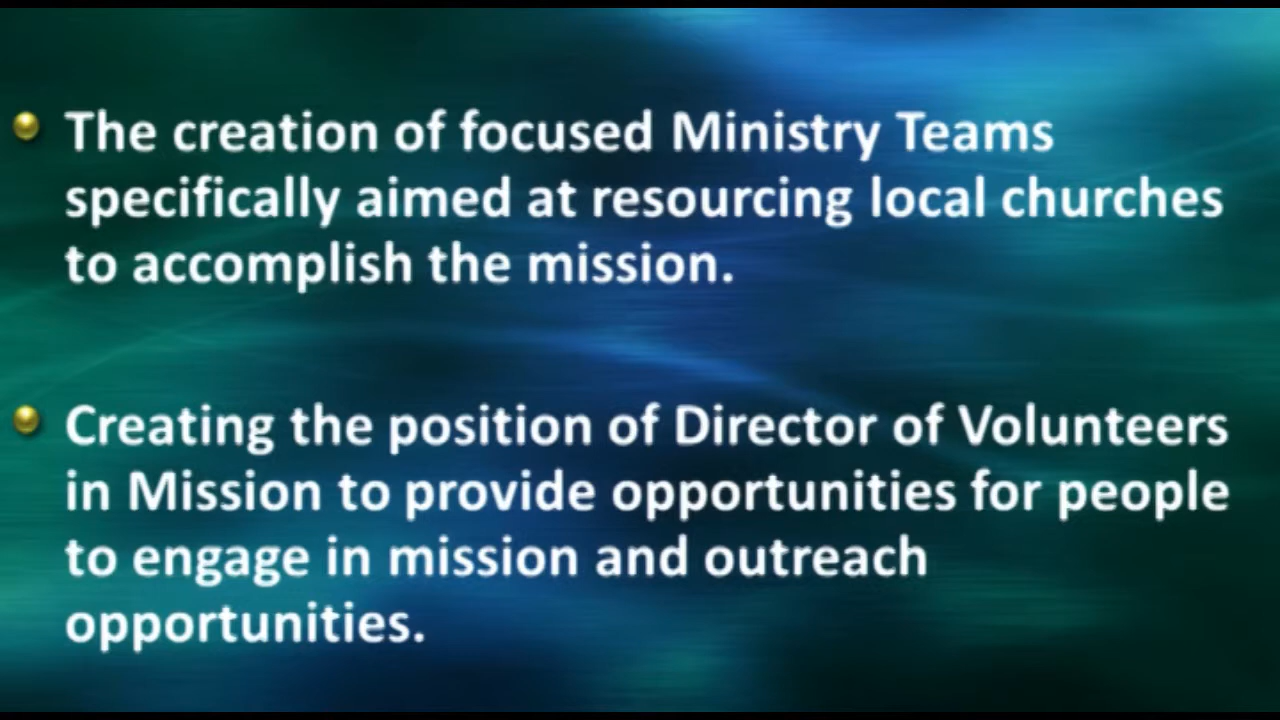 The creation of focused Ministry Teams
specifically aimed at resourcing local churches
to accomplish the mission.
Creating the position of Director of Volunteers
in Mission to provide opportunities for people
to engage in mission and outreach
opportunities.